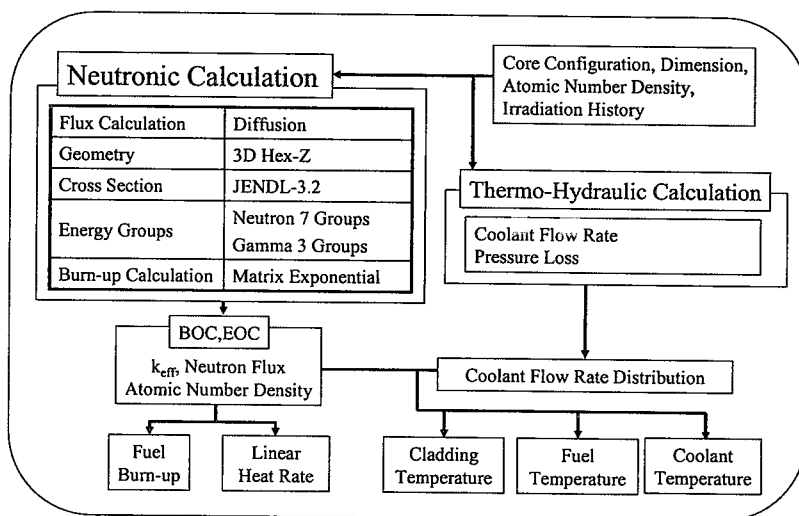 Neutronic Calculation
Core Configuration, Dimension,
Atomic Number Density,
Irradiation History
Flux Calculation Diffusion
Geometry 3D Hex-Z
Cross Section JENDL-3.2
Energy Groups
Neutron 7 Groups
Gamma 3 Groups
Burn-up Calculation Matrix Exponential
Thermo-Hydraulic Calculation
Coolant Flow Rate
Pressure Loss
BOC,EOC
keff, Neutron Flux
Atomic Number Density
Coolant Flow Rate Distribution
Fuel
Burn-up
Linear
Heat Rate
Cladding
Temperature
Fuel
Temperature
Coolant
Temperature